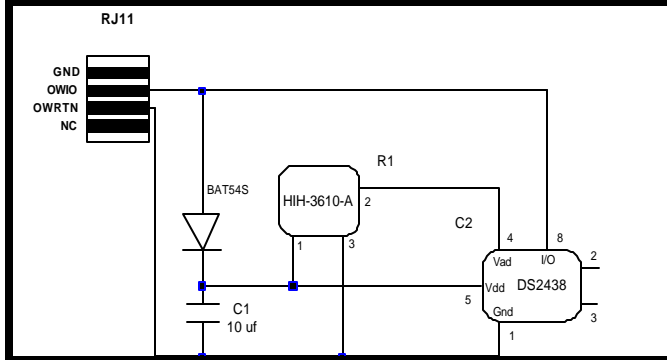 RJ11
GND
OWIO
OWRTN
NC
R1
BAT54S
HIH-3610-A
2
1
3
C2
4
8
2
Vad
I/O
DS2438
5
Vdd
Gnd
3
1
C1
10 uf